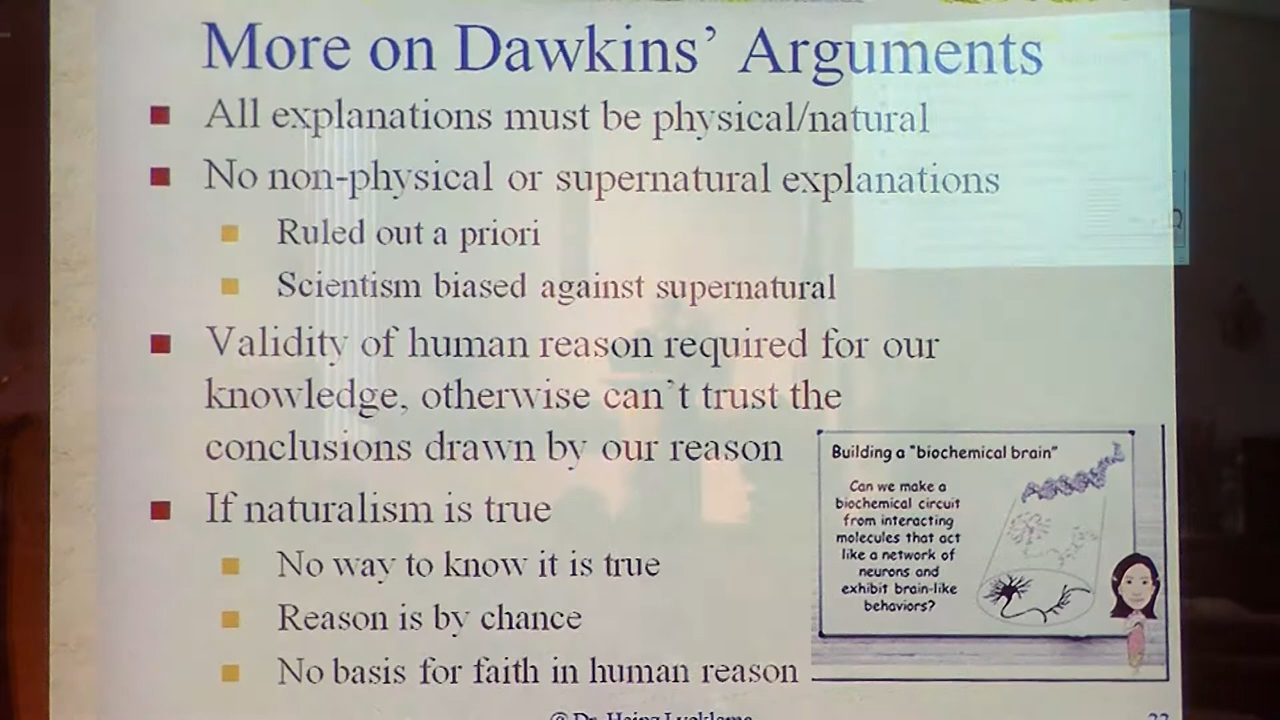 More on Dawkins' Arguments
All explanations must be physical/natural
No non-physical or supernatural explanations
Ruled out a priori
Scientism biased against supernatural
Validity of human reason required for our
knowledge, otherwise can't trust the
conclusions drawn by our reason
If naturalism is true
No way to know it is true
Reason is by chance
No basis for faith in human reason
Building a "biochemical brain"
Can we make a
biochemical circuit
from interacting
molecules that act
like a network of
neurons and
exhibit brain-like
behaviors?
© Dr. Heinz Lycklama